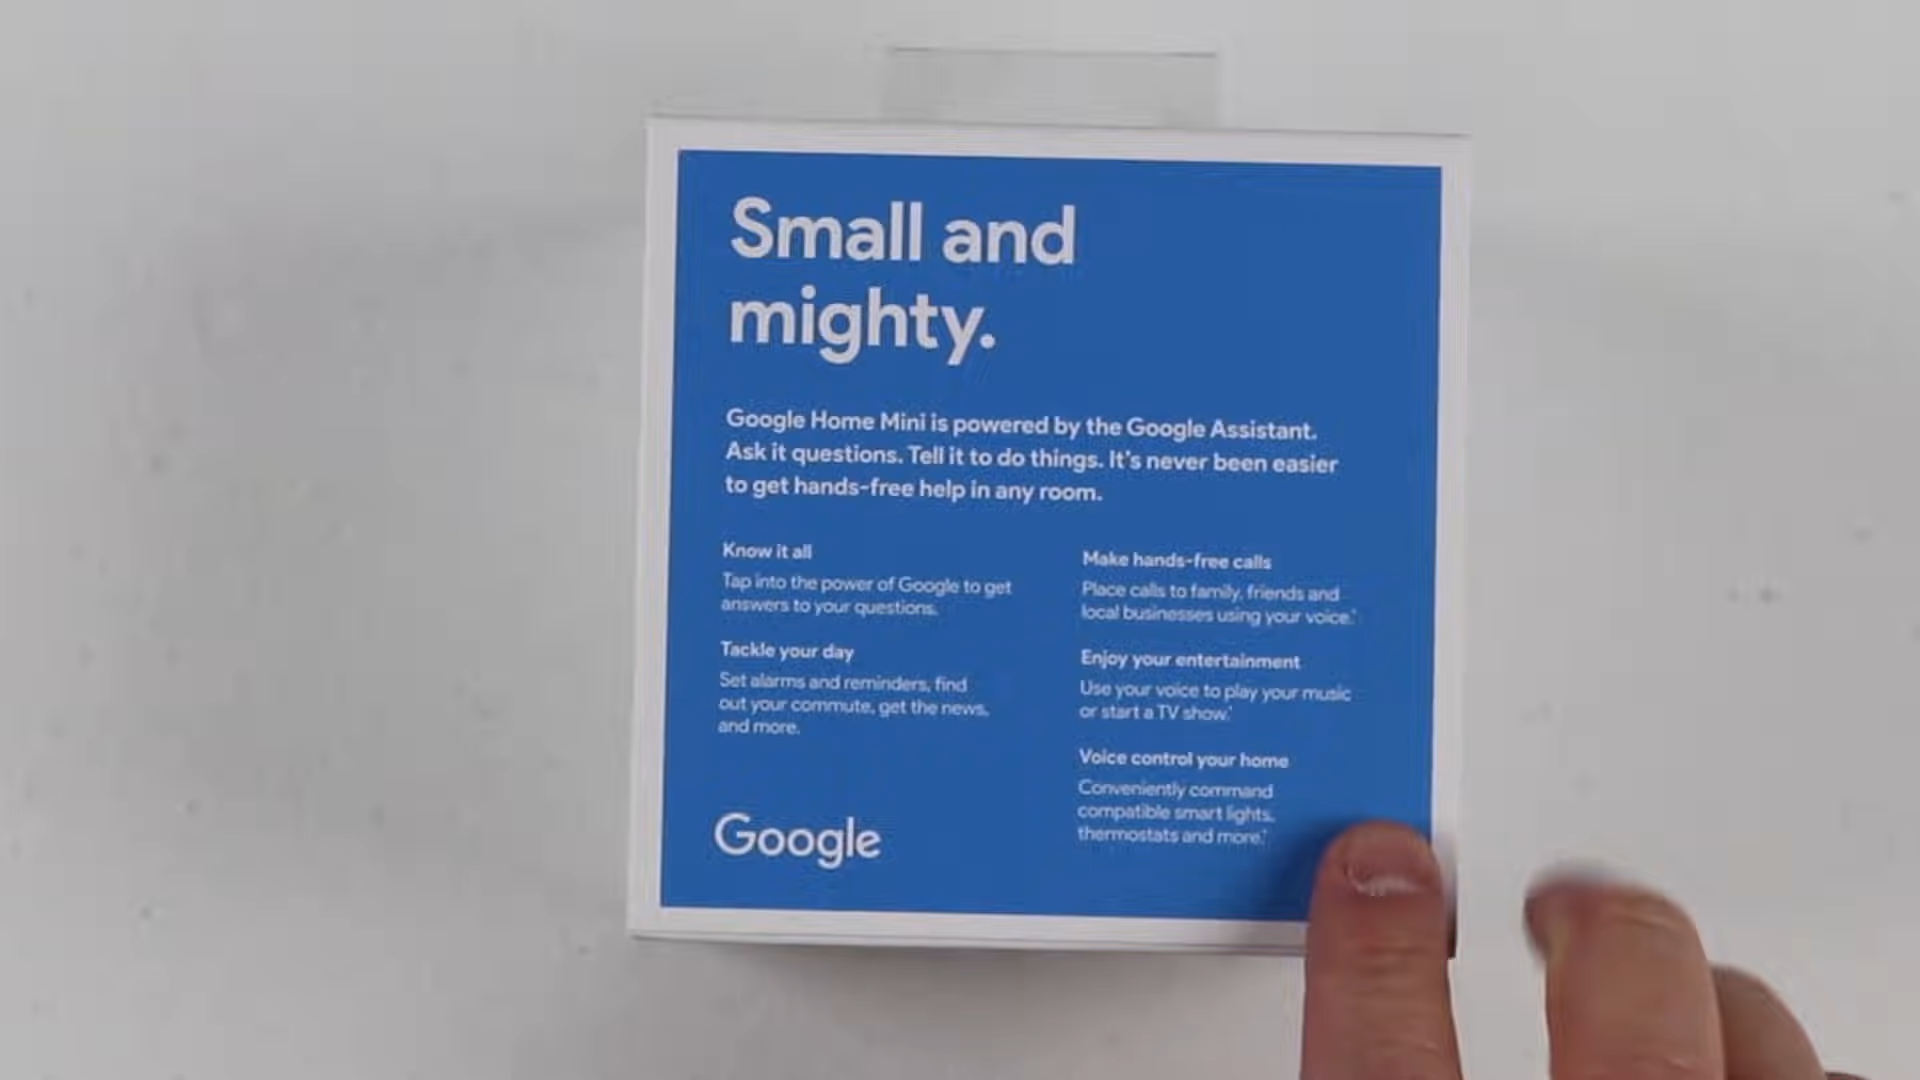 Small and
mighty.
Google Home Mini is powered by the Google Assistant.
Ask it questions. Tell it to do things. It's never been easier
to get hands-free help in any room.
Know it all
Tap into the power of Google to get
answers to your questions.
Tackle your day
Set alarms and reminders, find
out your commute, get the news,
and more.
Make hands-free calls
Place calls to family, friends and
local businesses using your voice.*
Enjoy your entertainment
Use your voice to play your music
or start a TV show.*
Voice control your home
Conveniently command
compatible smart lights,
thermostats and more.*
Google